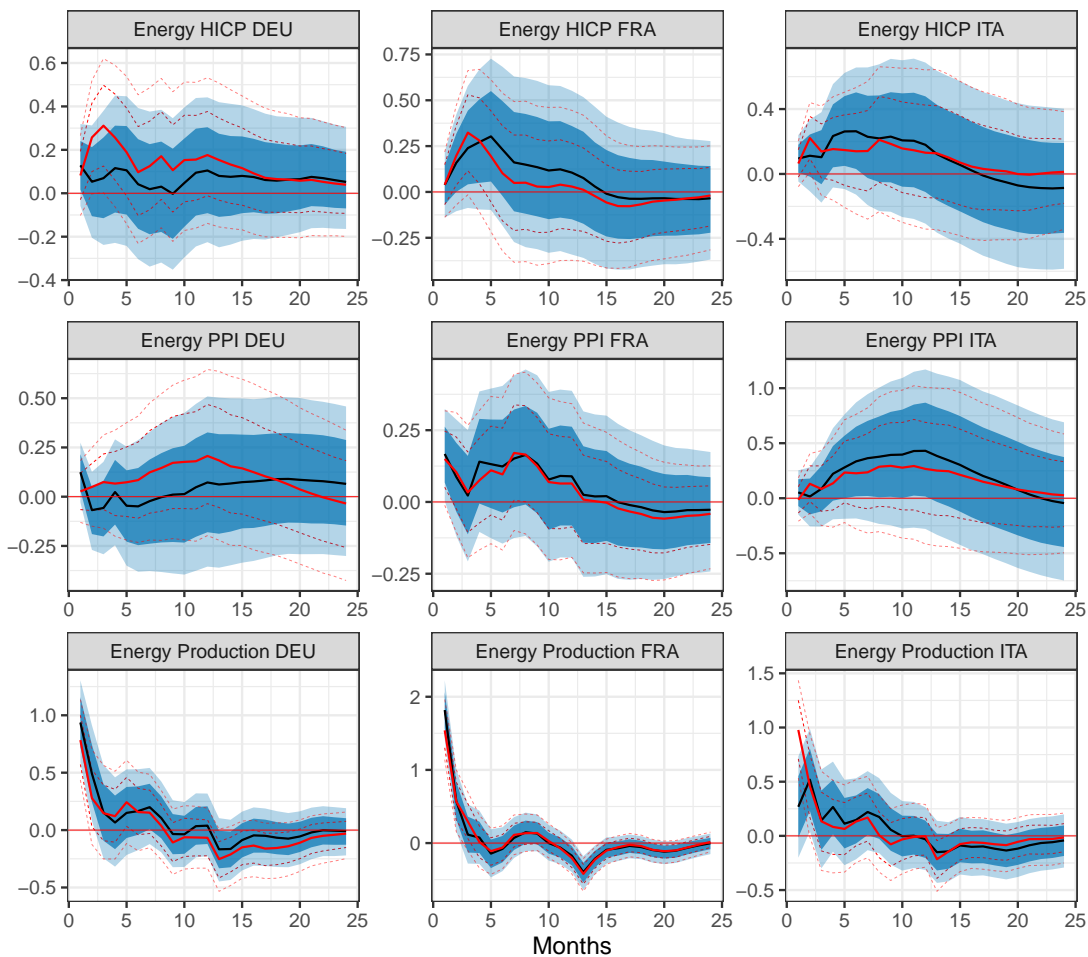 Energy HICP DEU
Energy HICP FRA
Energy HICP ITA
0.6
0.4
0.2
0.0
−0.2
−0.4
0 5 10 15 20 25
0.75
0.50
0.25
0.00
−0.25
0 5 10 15 20 25
0.4
0.0
−0.4
0 5 10 15 20 25
Energy PPI DEU
Energy PPI FRA
Energy PPI ITA
0.50
0.25
0.00
−0.25
0 5 10 15 20 25
0.25
0.00
−0.25
0 5 10 15 20 25
1.0
0.5
0.0
−0.5
0 5 10 15 20 25
Energy Production DEU
Energy Production FRA
Energy Production ITA
1.0
0.5
0.0
−0.5
0 5 10 15 20 25
2
1
0
0 5 10 15 20 25
1.5
1.0
0.5
0.0
−0.5
0 5 10 15 20 25
Months